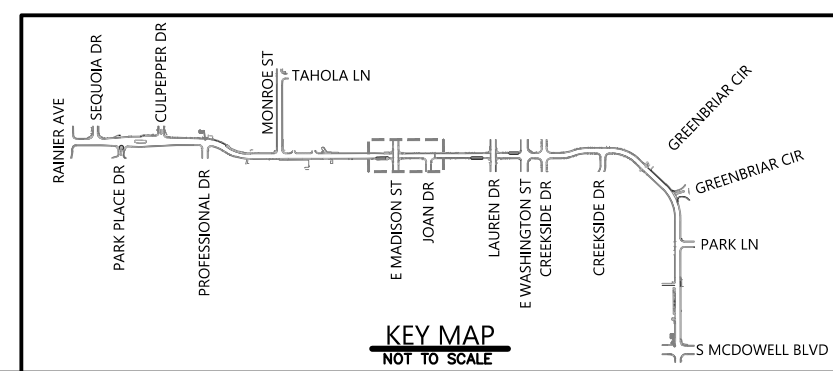 RAINIER AVE
SEQUOIA DR
CULPEPPER DR
PARK PLACE DR
PROFESSIONAL DR
MONROE ST
TAHOLA LN
E MADISON ST
JOAN DR
LAUREN DR
E WASHINGTON ST
CREEKSIDE DR
CREEKSIDE DR
GREENBRIAR CIR
GREENBRIAR CIR
PARK LN
S MCDOWELL BLVD
KEY MAP
NOT TO SCALE